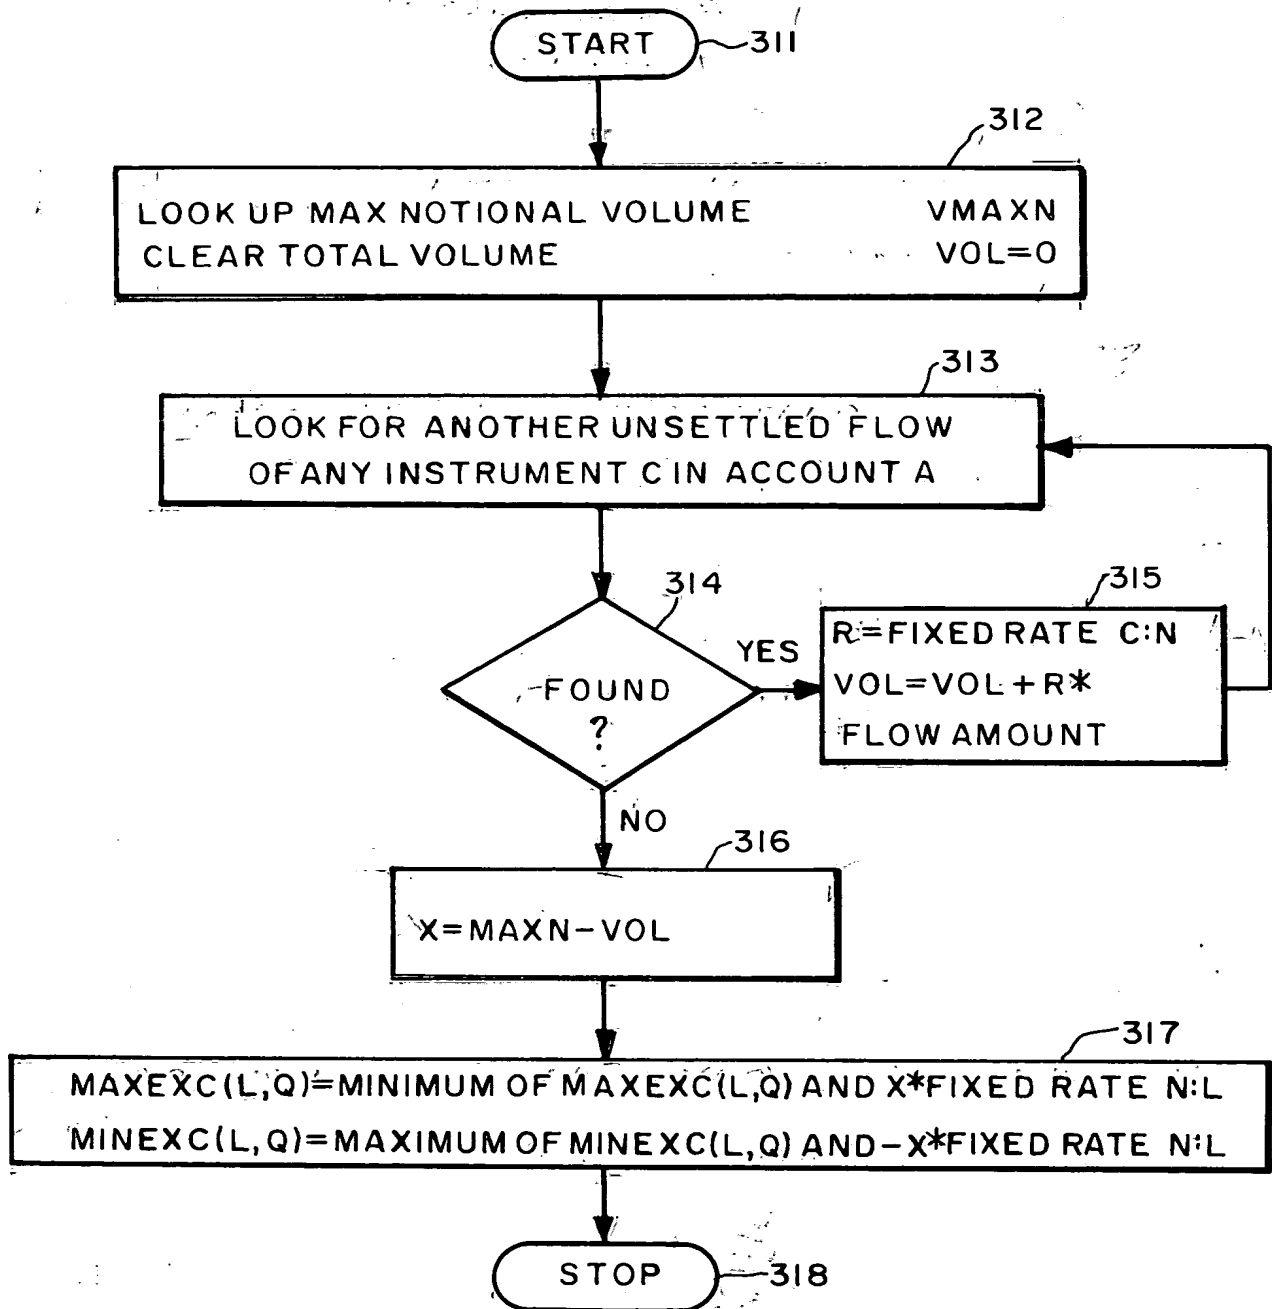 START
311
312
LOOK UP MAX NOTIONAL VOLUME VMAXN
CLEAR TOTAL VOLUME VOL=0
313
LOOK FOR ANOTHER UNSETTLED FLOW
OF ANY INSTRUMENT C IN ACCOUNT A
314
FOUND
?
YES
315
R=FIXED RATE C:N
VOL=VOL+R*
FLOW AMOUNT
NO
316
X=MAXN-VOL
317
MAXEXC(L,Q)=MINIMUM OF MAXEXC(L,Q) AND X*FIXED RATE N:L
MINEXC(L,Q)=MAXIMUM OF MINEXC(L,Q) AND -X*FIXED RATE N:L
STOP
318